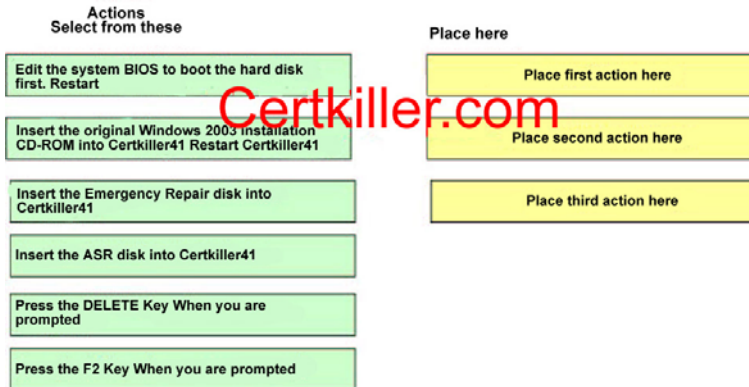 Actions
Select from these
Place here
Edit the system BIOS to boot the hard disk
first. Restart
Place first action here
Certkiller.com
Insert the original Windows 2003 Installation
CD-ROM into Certkiller41 Restart Certkiller41
Place second action here
Insert the Emergency Repair disk into
Certkiller41
Place third action here
Insert the ASR disk into Certkiller41
Press the DELETE Key When you are
prompted
Press the F2 Key When you are prompted